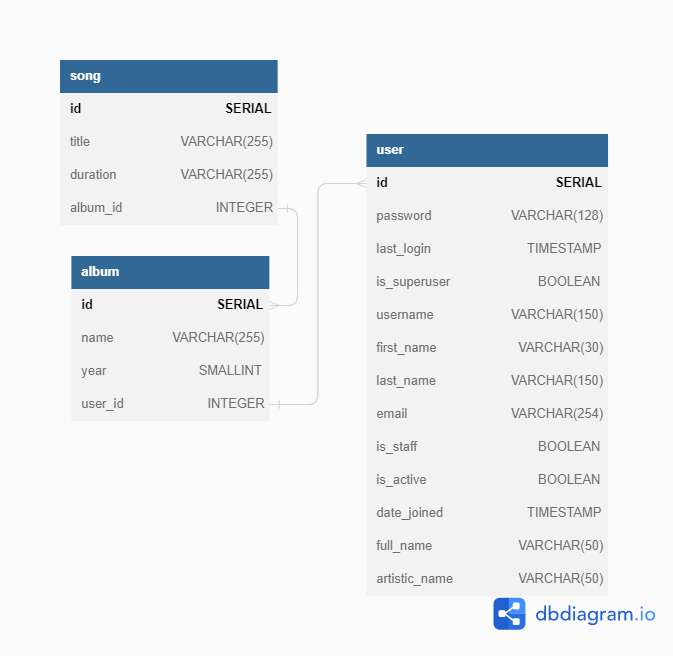 song
id SERIAL
title VARCHAR(255)
duration VARCHAR(255)
album_id INTEGER
album
id SERIAL
name VARCHAR(255)
year SMALLINT
user_id INTEGER
user
id SERIAL
password VARCHAR(128)
last_login TIMESTAMP
is_superuser BOOLEAN
username VARCHAR(150)
first_name VARCHAR(30)
last_name VARCHAR(150)
email VARCHAR(254)
is_staff BOOLEAN
is_active BOOLEAN
date_joined TIMESTAMP
full_name VARCHAR(50)
artistic_name VARCHAR(50)
dbdiagram.io